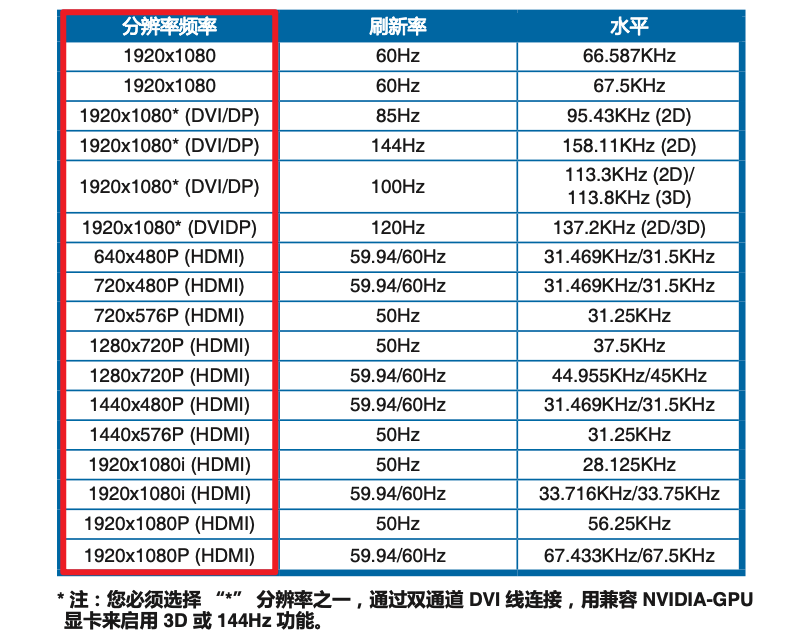 分辨率频率 刷新率 水平
1920x1080 60Hz 66.587KHz
1920x1080 60Hz 67.5KHz
1920x1080* (DVI/DP) 85Hz 95.43KHz (2D)
1920x1080* (DVI/DP) 144Hz 158.11KHz (2D)
1920x1080* (DVI/DP) 100Hz 113.3KHz (2D)/
113.8KHz (3D)
1920x1080* (DVIDP) 120Hz 137.2KHz (2D/3D)
640x480P (HDMI) 59.94/60Hz 31.469KHz/31.5KHz
720x480P (HDMI) 59.94/60Hz 31.469KHz/31.5KHz
720x576P (HDMI) 50Hz 31.25KHz
1280x720P (HDMI) 50Hz 37.5KHz
1280x720P (HDMI) 59.94/60Hz 44.955KHz/45KHz
1440x480P (HDMI) 59.94/60Hz 31.469KHz/31.5KHz
1440x576P (HDMI) 50Hz 31.25KHz
1920x1080i (HDMI) 50Hz 28.125KHz
1920x1080i (HDMI) 59.94/60Hz 33.716KHz/33.75KHz
1920x1080P (HDMI) 50Hz 56.25KHz
1920x1080P (HDMI) 59.94/60Hz 67.433KHz/67.5KHz
* 注：您必须选择 “*” 分辨率之一，通过双通道 DVI 线连接，用兼容 NVIDIA-GPU
显卡来启用 3D 或 144Hz 功能。